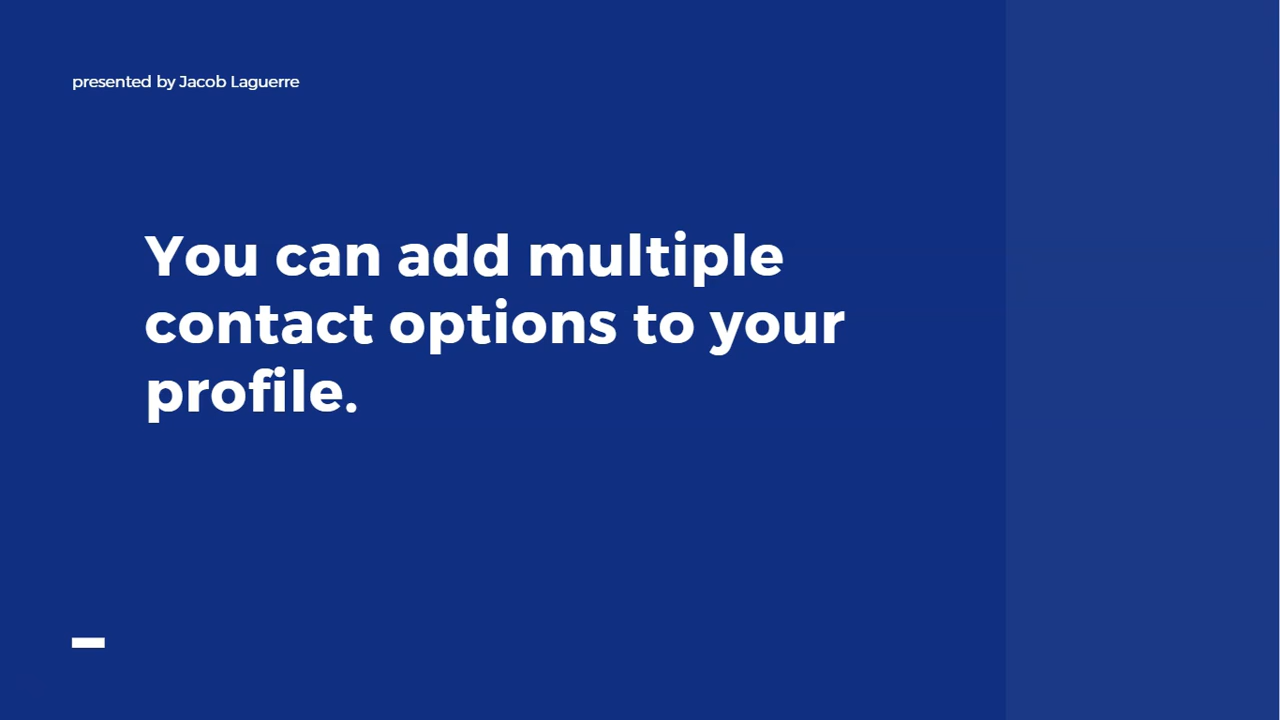 presented by Jacob Laguerre
You can add multiple
contact options to your
profile.